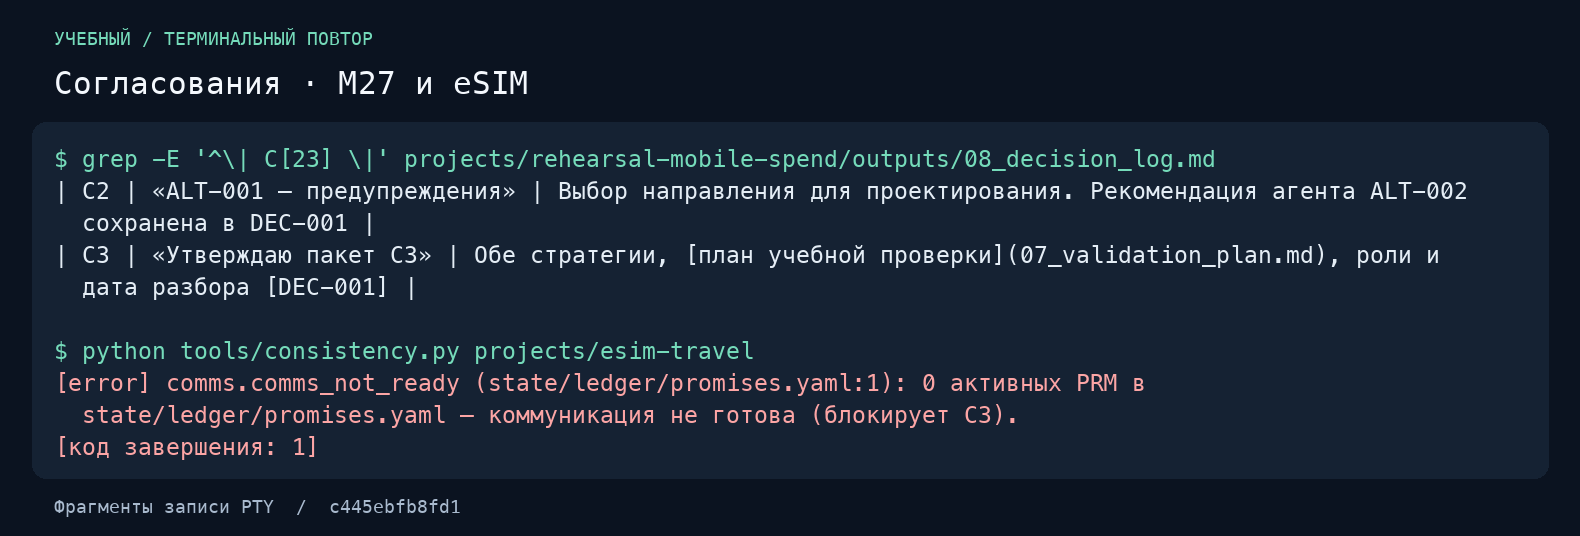 УЧЕБНЫЙ / ТЕРМИНАЛЬНЫЙ ПОВТОР
Согласования · M27 и eSIM
$ grep -E '^\| C[23] \|' projects/rehearsal-mobile-spend/outputs/08_decision_log.md
| C2 | «ALT-001 — предупреждения» | Выбор направления для проектирования. Рекомендация агента ALT-002
сохранена в DEC-001 |
| C3 | «Утверждаю пакет C3» | Обе стратегии, [план учебной проверки](07_validation_plan.md), роли и
дата разбора [DEC-001] |
$ python tools/consistency.py projects/esim-travel
[error] comms.comms_not_ready (state/ledger/promises.yaml:1): 0 активных PRM в
state/ledger/promises.yaml — коммуникация не готова (блокирует C3).
[код завершения: 1]
Фрагменты записи PTY / c445ebfb8fd1